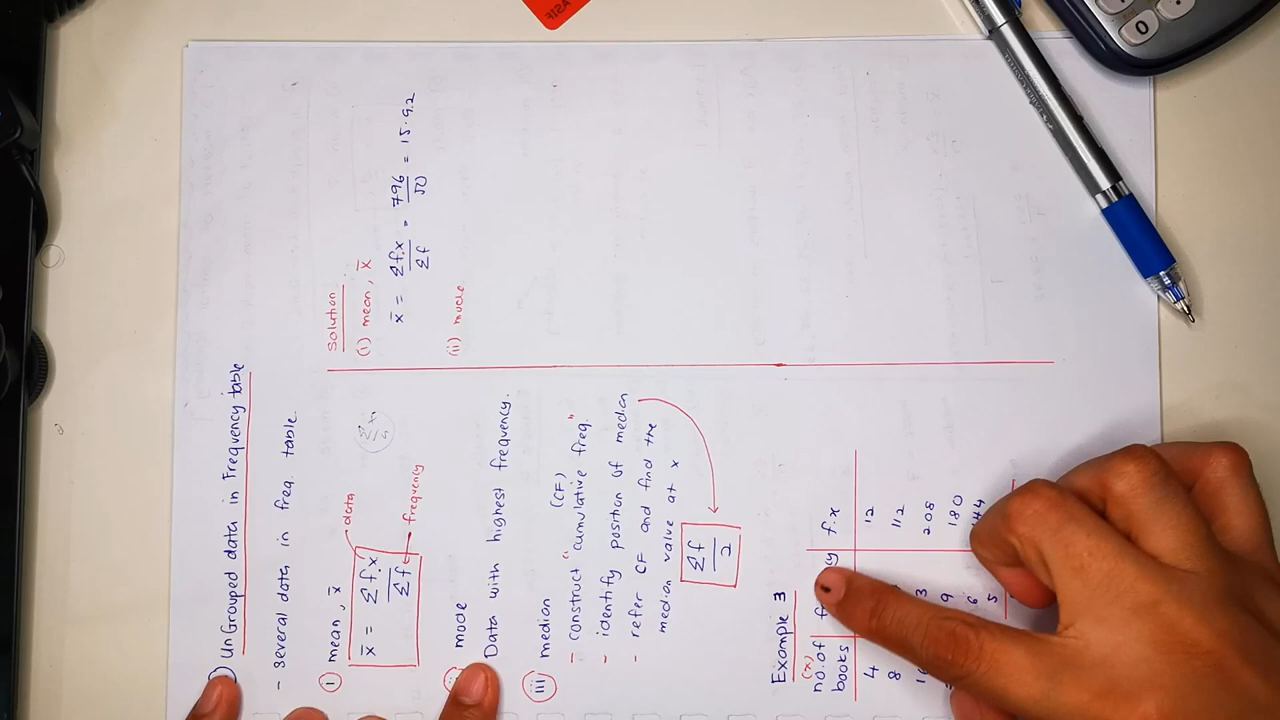 UnGrouped data in Frequency table
- several data in freq. table.
(i) mean, x̄
data
x̄ = Σf.x / Σf
frequency
mode
Data with highest frequency.
(iii) median
(CF)
- construct "cumulative freq."
- identify position of median
- refer CF and find the
median value at x
Σf / 2
Example 3
(x)
no. of books f.x
4 12
8 112
208
9 180
6
5
Solution
(i) mean, x̄
x̄ = Σf.x / Σf = 796 / 50 = 15.92
(ii) mode
0